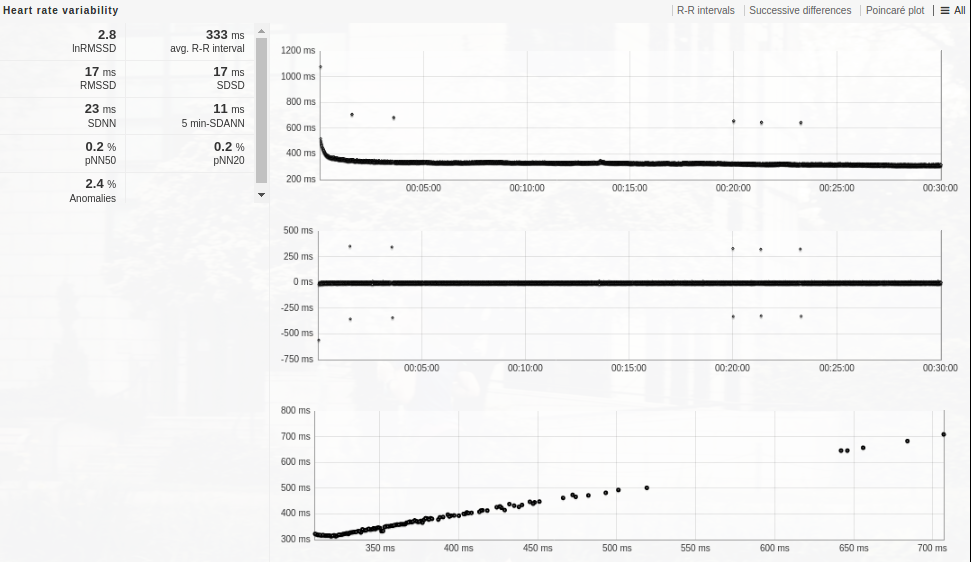 Heart rate variability
R-R intervals Successive differences Poincaré plot ☰ All
2.8 333 ms
lnRMSSD avg. R-R interval
17 ms 17 ms
RMSSD SDSD
23 ms 11 ms
SDNN 5 min-SDANN
0.2 % 0.2 %
pNN50 pNN20
2.4 %
Anomalies
1200 ms
1000 ms
800 ms
600 ms
400 ms
200 ms
00:05:00 00:10:00 00:15:00 00:20:00 00:25:00 00:30:00
500 ms
250 ms
0 ms
-250 ms
-500 ms
-750 ms
00:05:00 00:10:00 00:15:00 00:20:00 00:25:00 00:30:00
800 ms
700 ms
600 ms
500 ms
400 ms
300 ms
350 ms 400 ms 450 ms 500 ms 550 ms 600 ms 650 ms 700 ms